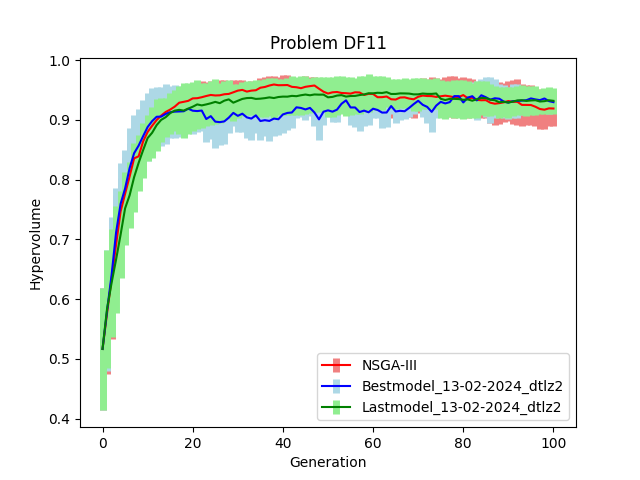 Problem DF11
Hypervolume
1.0
0.9
0.8
0.7
0.6
0.5
0.4
NSGA-III
Bestmodel_13-02-2024_dtlz2
Lastmodel_13-02-2024_dtlz2
0 20 40 60 80 100
Generation